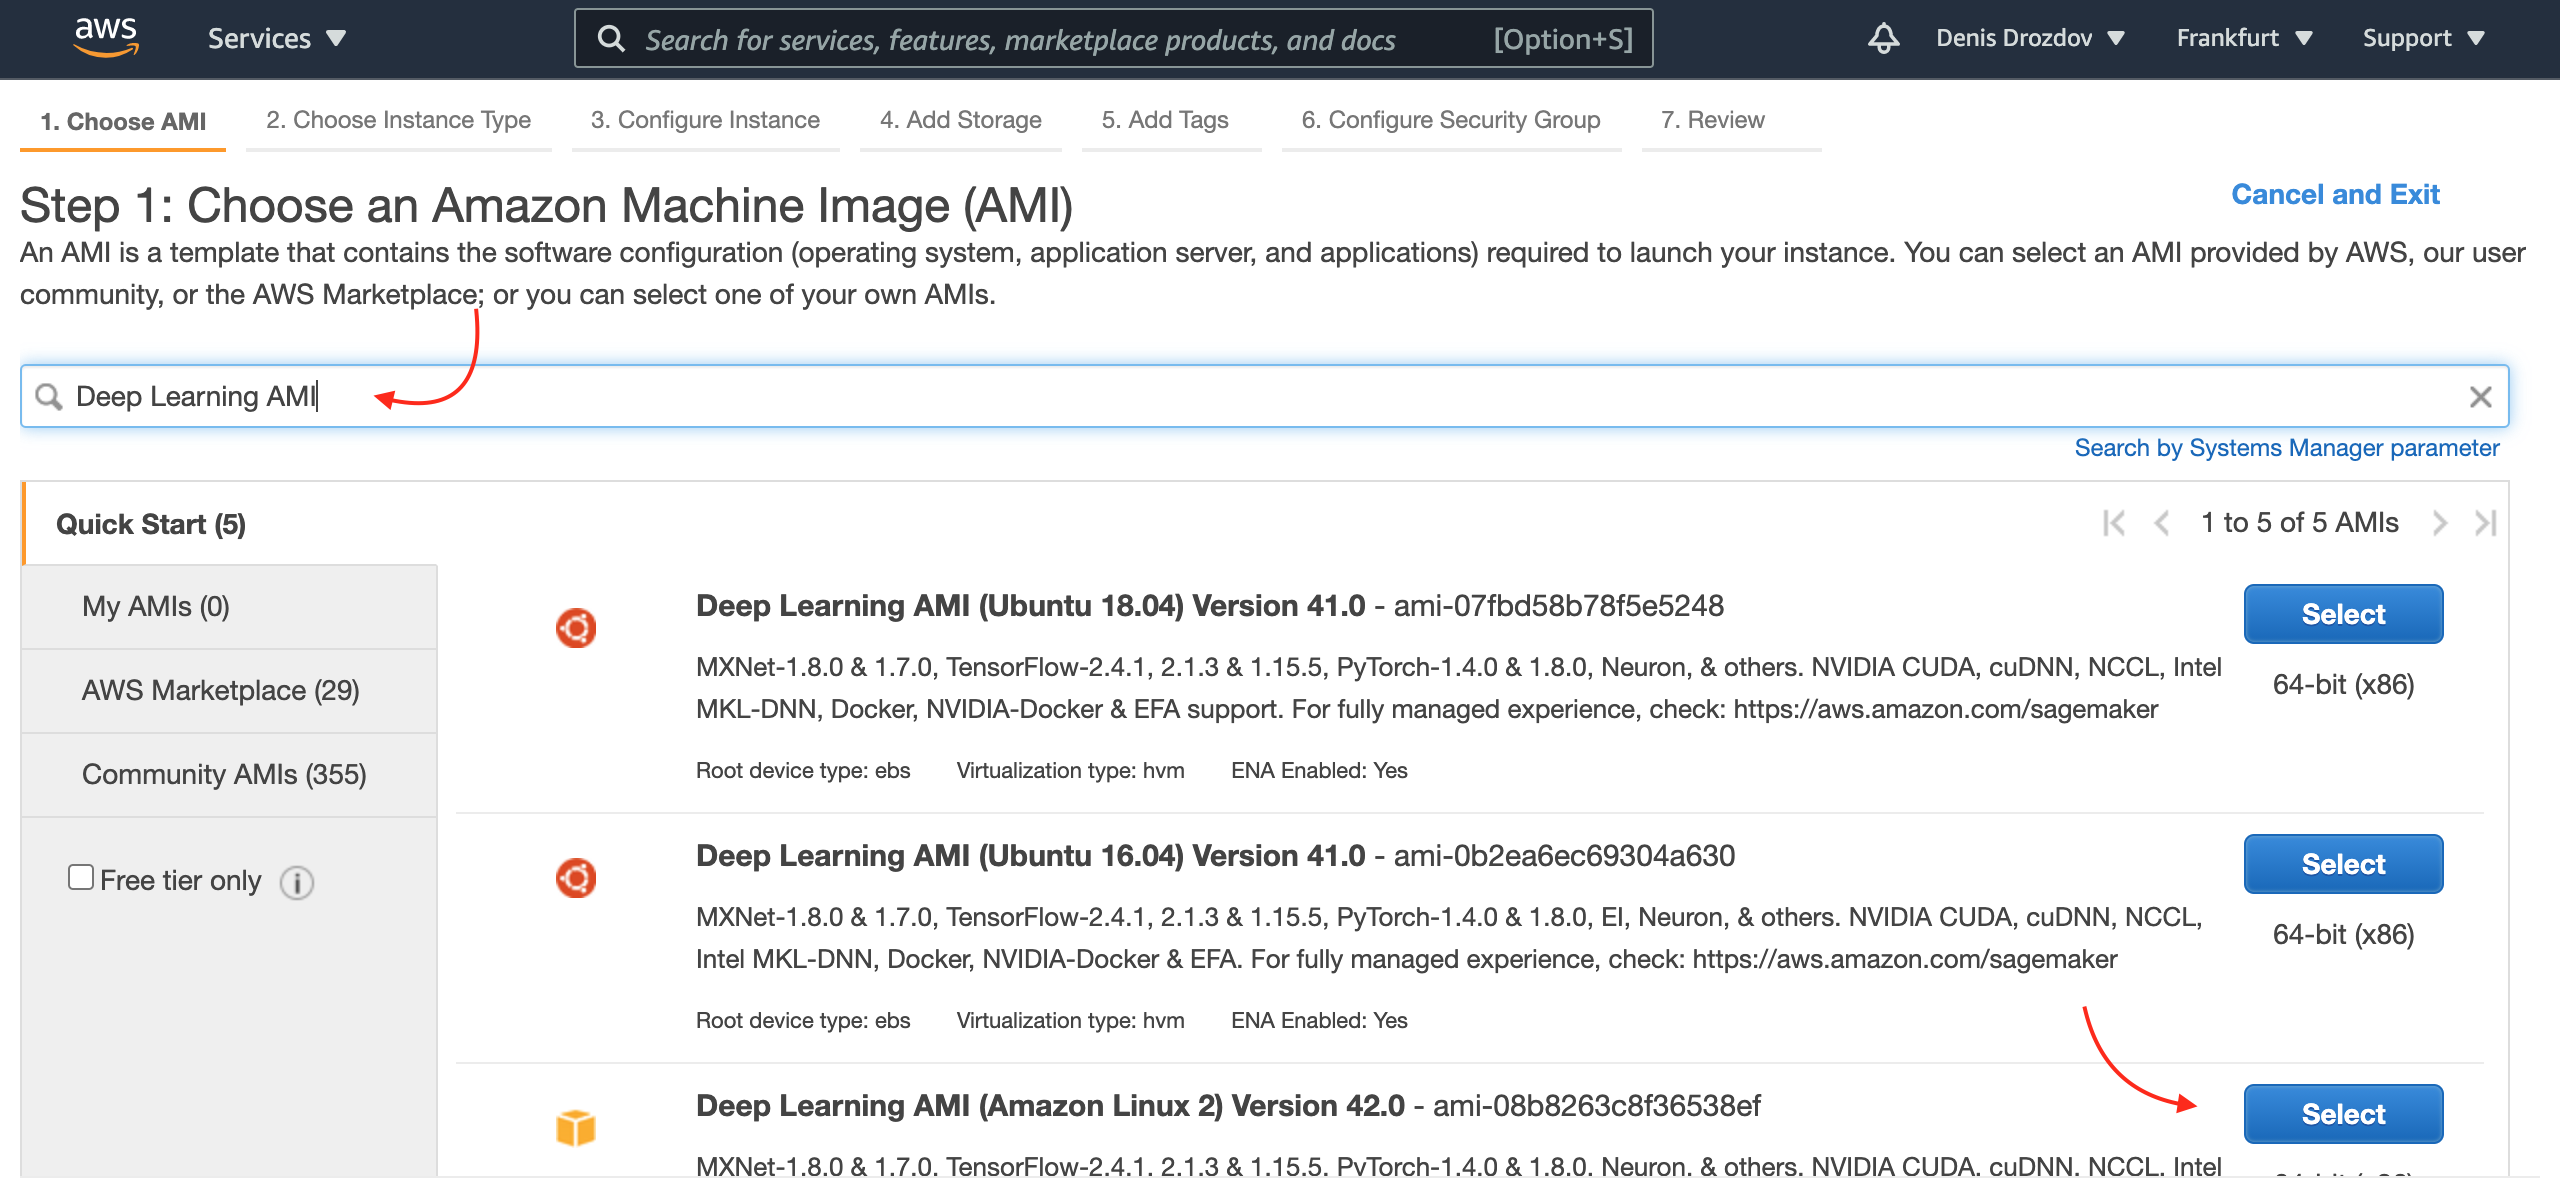 aws
Services
Search for services, features, marketplace products, and docs [Option+S]
Denis Drozdov
Frankfurt
Support
1. Choose AMI
2. Choose Instance Type
3. Configure Instance
4. Add Storage
5. Add Tags
6. Configure Security Group
7. Review
Step 1: Choose an Amazon Machine Image (AMI)
Cancel and Exit
An AMI is a template that contains the software configuration (operating system, application server, and applications) required to launch your instance. You can select an AMI provided by AWS, our user
community, or the AWS Marketplace; or you can select one of your own AMIs.
Deep Learning AMI
Search by Systems Manager parameter
Quick Start (5)
My AMIs (0)
AWS Marketplace (29)
Community AMIs (355)
Free tier only
1 to 5 of 5 AMIs
Deep Learning AMI (Ubuntu 18.04) Version 41.0 - ami-07fbd58b78f5e5248
MXNet-1.8.0 & 1.7.0, TensorFlow-2.4.1, 2.1.3 & 1.15.5, PyTorch-1.4.0 & 1.8.0, Neuron, & others. NVIDIA CUDA, cuDNN, NCCL, Intel
MKL-DNN, Docker, NVIDIA-Docker & EFA support. For fully managed experience, check: https://aws.amazon.com/sagemaker
Root device type: ebs Virtualization type: hvm ENA Enabled: Yes
Select
64-bit (x86)
Deep Learning AMI (Ubuntu 16.04) Version 41.0 - ami-0b2ea6ec69304a630
MXNet-1.8.0 & 1.7.0, TensorFlow-2.4.1, 2.1.3 & 1.15.5, PyTorch-1.4.0 & 1.8.0, EI, Neuron, & others. NVIDIA CUDA, cuDNN, NCCL,
Intel MKL-DNN, Docker, NVIDIA-Docker & EFA. For fully managed experience, check: https://aws.amazon.com/sagemaker
Root device type: ebs Virtualization type: hvm ENA Enabled: Yes
Select
64-bit (x86)
Deep Learning AMI (Amazon Linux 2) Version 42.0 - ami-08b8263c8f36538ef
MXNet-1.8.0 & 1.7.0, TensorFlow-2.4.1, 2.1.3 & 1.15.5, PyTorch-1.4.0 & 1.8.0, Neuron, & others. NVIDIA CUDA, cuDNN, NCCL, Intel
Select